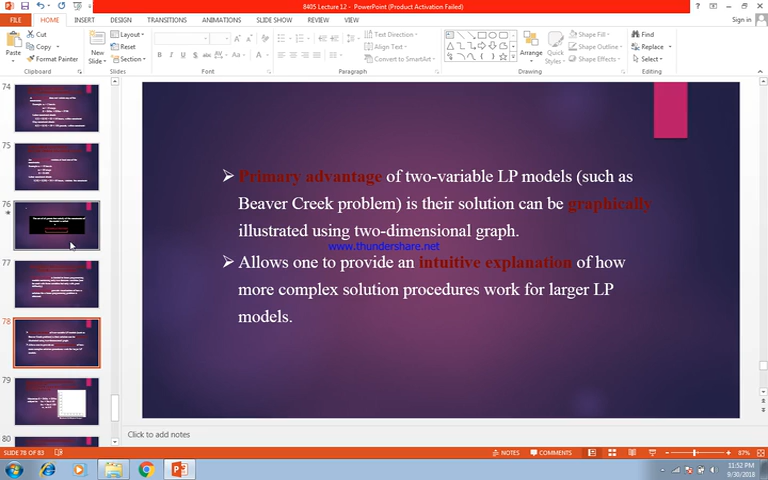 8405 Lecture 12 - PowerPoint (Product Activation Failed)
FILE HOME INSERT DESIGN TRANSITIONS ANIMATIONS SLIDE SHOW REVIEW VIEW Sign in
Paste Cut Copy Format Painter Clipboard
New Slide Layout Reset Section Slides
Font
Text Direction Align Text Convert to SmartArt Paragraph
Arrange Quick Styles Shape Fill Shape Outline Shape Effects Drawing
Find Replace Select Editing
74
75
76
77
78
79
80
Primary advantage of two-variable LP models (such as
Beaver Creek problem) is their solution can be graphically
illustrated using two-dimensional graph.
www.thundershare.net
Allows one to provide an intuitive explanation of how
more complex solution procedures work for larger LP
models.
Click to add notes
SLIDE 78 OF 83 NOTES COMMENTS 87%
11:52 PM
9/30/2018